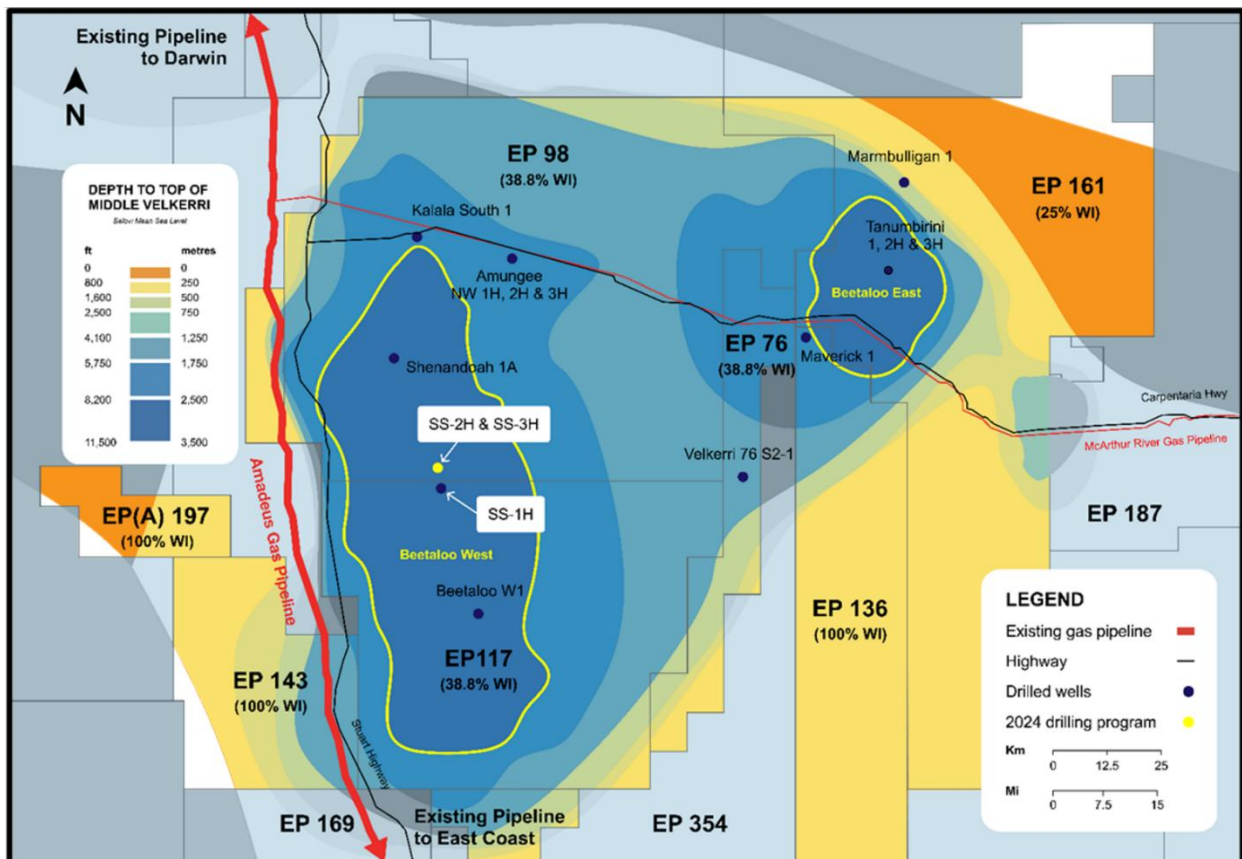 Existing Pipeline
to Darwin
N
DEPTH TO TOP OF
MIDDLE VELKERRI
Below Mean Sea Level
ft metres
0 0
800 250
1,600 500
2,500 750
4,100 1,250
5,750 1,750
8,200 2,500
11,500 3,500
EP 98
(38.8% WI)
Marmbulligan 1
EP 161
(25% WI)
Kalala South 1
Tanumbirini
1, 2H & 3H
Amungee
NW 1H, 2H & 3H
Beetaloo East
EP 76
(38.8% WI)
Maverick 1
Shenandoah 1A
Carpentaria Hwy
McArthur River Gas Pipeline
SS-2H & SS-3H
Velkerri 76 S2-1
SS-1H
EP(A) 197
(100% WI)
Amadeus Gas Pipeline
EP 187
Beetaloo West
Beetaloo W1
EP 136
(100% WI)
EP117
(38.8% WI)
EP 143
(100% WI)
Stuart Highway
LEGEND
Existing gas pipeline
Highway
Drilled wells
2024 drilling program
Km
0 12.5 25
Mi
0 7.5 15
EP 169
Existing Pipeline
to East Coast
EP 354